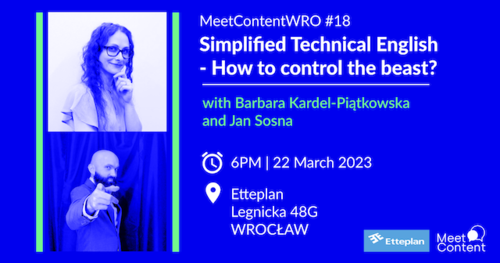 MeetContentWRO #18
Simplified Technical English
- How to control the beast?
with Barbara Kardel-Piątkowska
and Jan Sosna
6PM | 22 March 2023
Etteplan
Legnicka 48G
WROCŁAW
Etteplan
Meet
Content